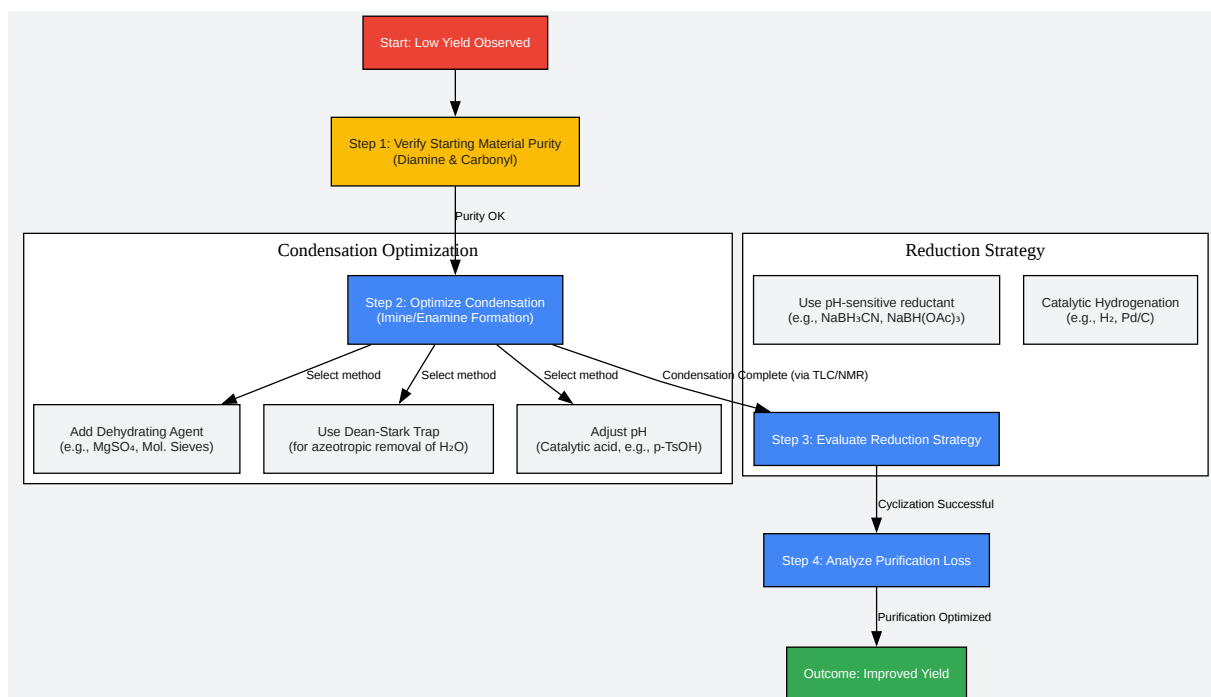 Start: Low Yield Observed
Step 1: Verify Starting Material Purity
(Diamine & Carbonyl)
Purity OK
Condensation Optimization
Step 2: Optimize Condensation
(Imine/Enamine Formation)
Select method
Select method
Select method
Condensation Complete (via TLC/NMR)
Add Dehydrating Agent
(e.g., MgSO₄, Mol. Sieves)
Use Dean-Stark Trap
(for azeotropic removal of H₂O)
Adjust pH
(Catalytic acid, e.g., p-TsOH)
Reduction Strategy
Use pH-sensitive reductant
(e.g., NaBH₃CN, NaBH(OAc)₃)
Catalytic Hydrogenation
(e.g., H₂, Pd/C)
Step 3: Evaluate Reduction Strategy
Cyclization Successful
Step 4: Analyze Purification Loss
Purification Optimized
Outcome: Improved Yield